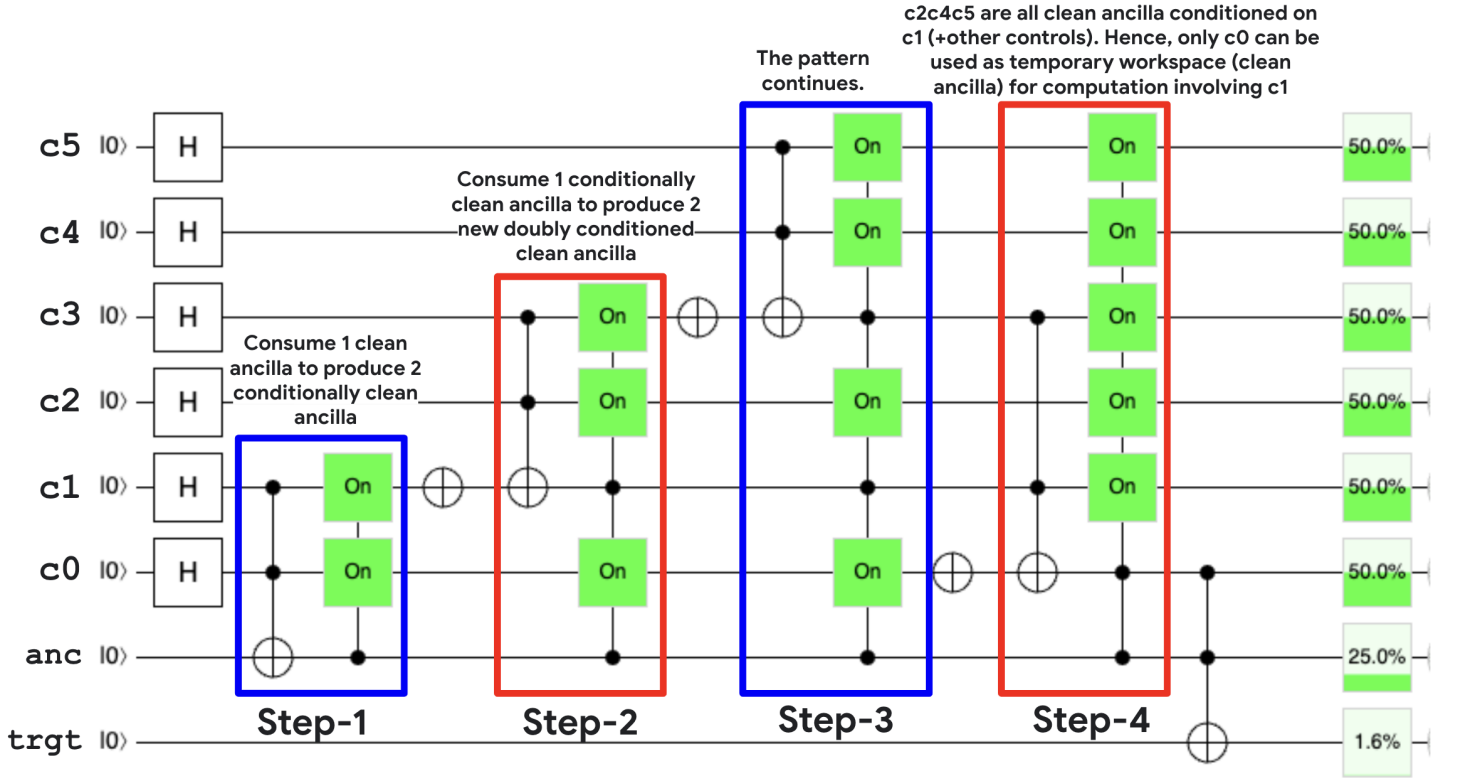 c2c4c5 are all clean ancilla conditioned on
c1 (+other controls). Hence, only c0 can be
used as temporary workspace (clean
ancilla) for computation involving c1
The pattern
continues.
Consume 1 conditionally
clean ancilla to produce 2
new doubly conditioned
clean ancilla
Consume 1 clean
ancilla to produce 2
conditionally clean
ancilla
c5 |0⟩ H On On 50.0%
c4 |0⟩ H On On 50.0%
c3 |0⟩ H On On 50.0%
c2 |0⟩ H On On On 50.0%
c1 |0⟩ H On On 50.0%
c0 |0⟩ H On On On 50.0%
anc |0⟩ 25.0%
trgt |0⟩ 1.6%
Step-1 Step-2 Step-3 Step-4